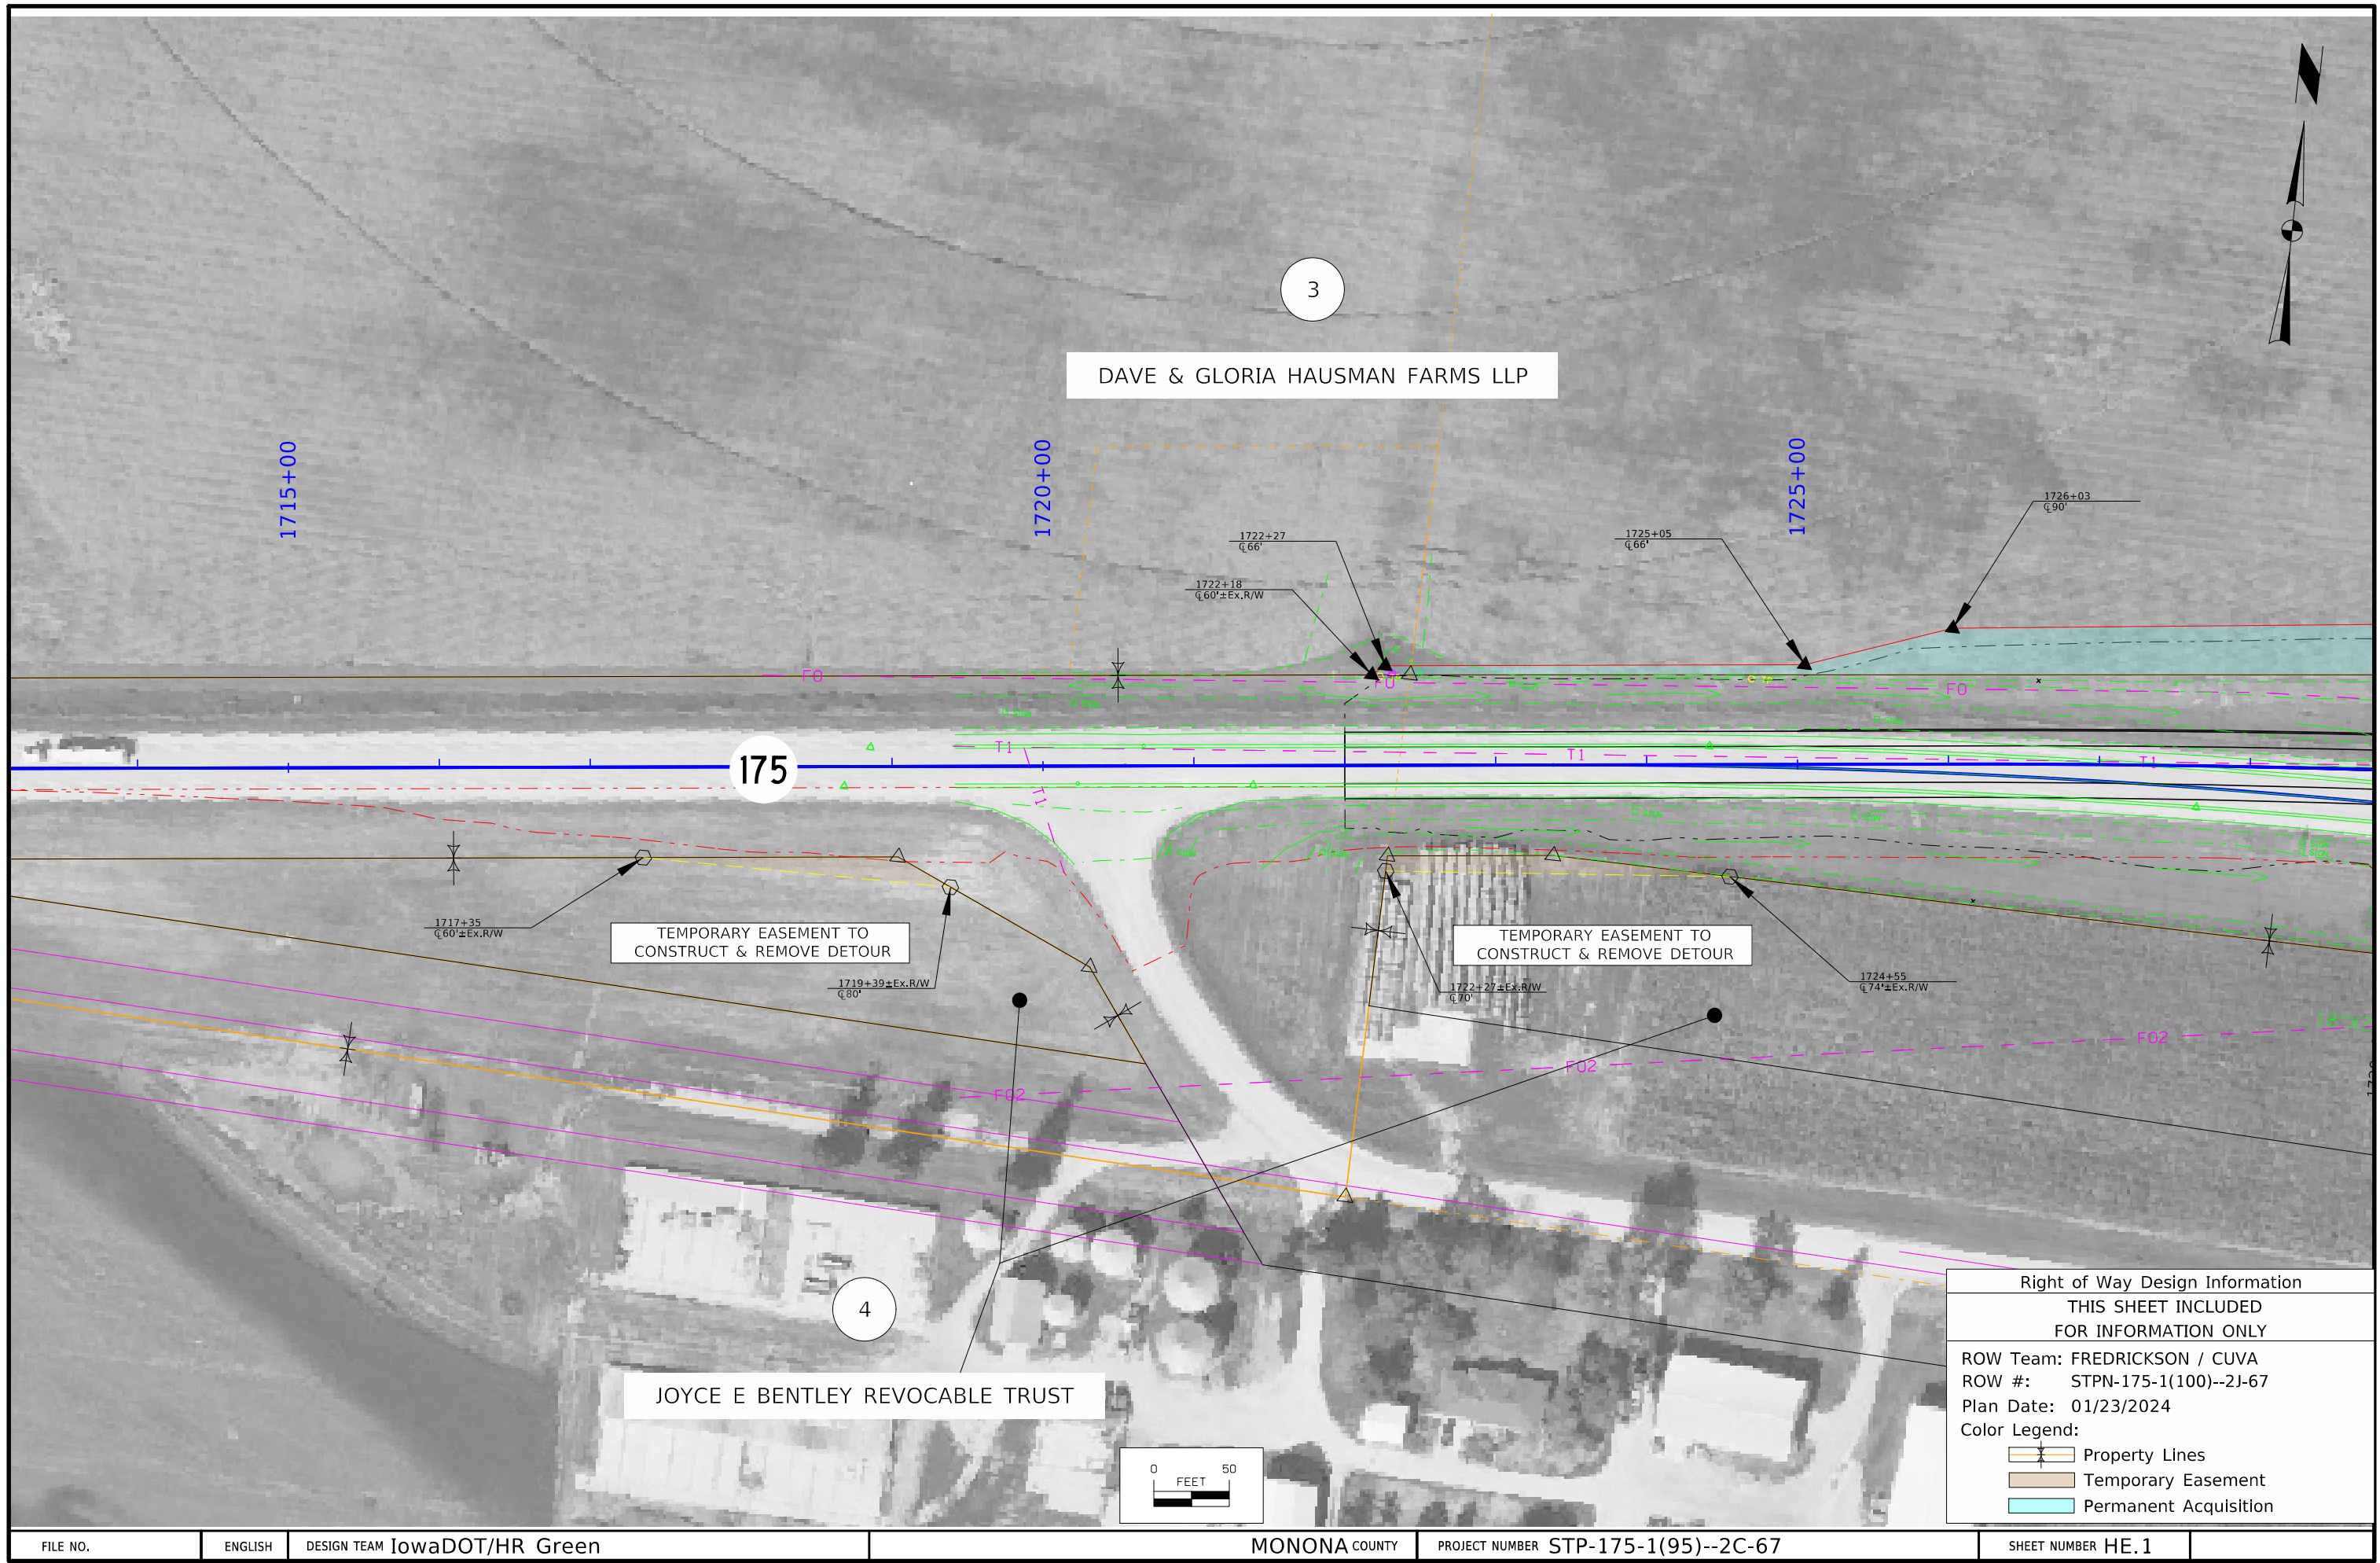 N
3
DAVE & GLORIA HAUSMAN FARMS LLP
1715+00
1720+00
1725+00
1726+03
℄90'
1722+27
℄66'
1725+05
℄66'
1722+18
℄60'±Ex.R/W
FO
FO
FO
T1
T1
T1
T1
175
1717+35
℄60'±Ex.R/W
TEMPORARY EASEMENT TO
CONSTRUCT & REMOVE DETOUR
1719+39±Ex.R/W
℄80'
TEMPORARY EASEMENT TO
CONSTRUCT & REMOVE DETOUR
1722+27±Ex.R/W
℄70'
1724+55
℄74'±Ex.R/W
FO2
FO2
FO2
4
JOYCE E BENTLEY REVOCABLE TRUST
0 50
FEET
Right of Way Design Information
THIS SHEET INCLUDED
FOR INFORMATION ONLY
ROW Team: FREDRICKSON / CUVA
ROW #: STPN-175-1(100)--2J-67
Plan Date: 01/23/2024
Color Legend:
Property Lines
Temporary Easement
Permanent Acquisition
FILE NO.
ENGLISH
DESIGN TEAM IowaDOT/HR Green
MONONA COUNTY
PROJECT NUMBER STP-175-1(95)--2C-67
SHEET NUMBER HE.1